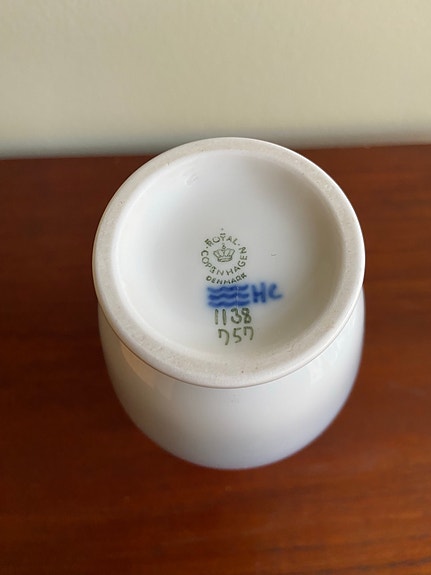 ROYAL
COPENHAGEN
DENMARK
HC
1138
757